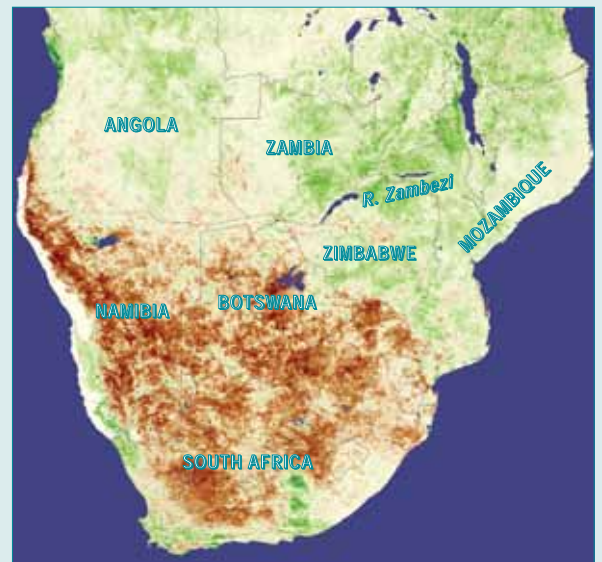 ANGOLA
ZAMBIA
R. Zambezi
MOZAMBIQUE
ZIMBABWE
NAMIBIA
BOTSWANA
SOUTH AFRICA